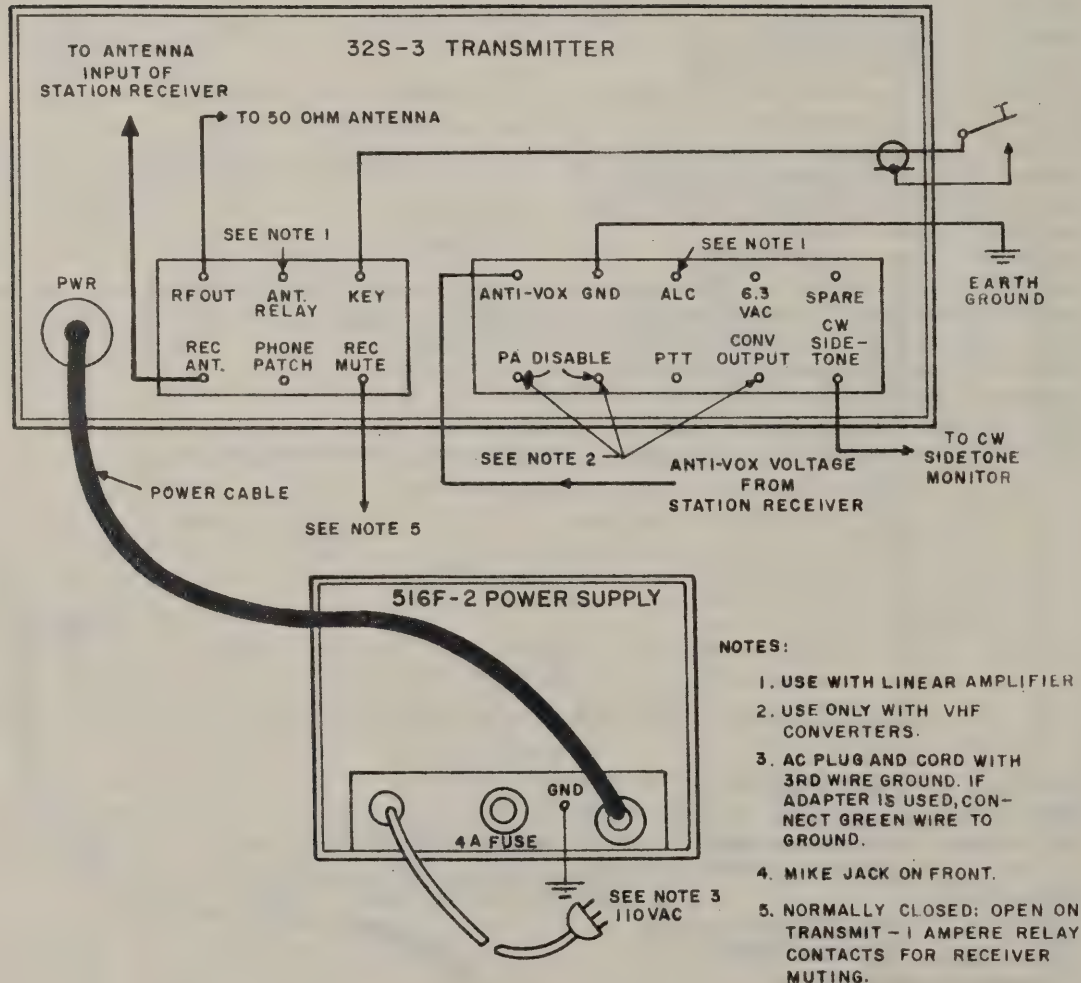 32S-3 TRANSMITTER
TO ANTENNA
INPUT OF
STATION RECEIVER
TO 50 OHM ANTENNA
SEE NOTE 1
SEE NOTE 1
PWR
RF OUT
ANT.
RELAY
KEY
REC
ANT.
PHONE
PATCH
REC
MUTE
ANTI-VOX
GND
ALC
6.3
VAC
SPARE
PA DISABLE
PTT
CONV
OUTPUT
CW
SIDE-
TONE
EARTH
GROUND
SEE NOTE 2
ANTI-VOX VOLTAGE
FROM
STATION RECEIVER
TO CW
SIDETONE
MONITOR
POWER CABLE
SEE NOTE 5
516F-2 POWER SUPPLY
GND
4A FUSE
SEE NOTE 3
110VAC
NOTES:
1. USE WITH LINEAR AMPLIFIER
2. USE ONLY WITH VHF
CONVERTERS.
3. AC PLUG AND CORD WITH
3RD WIRE GROUND. IF
ADAPTER IS USED, CON-
NECT GREEN WIRE TO
GROUND.
4. MIKE JACK ON FRONT.
5. NORMALLY CLOSED: OPEN ON
TRANSMIT - 1 AMPERE RELAY
CONTACTS FOR RECEIVER
MUTING.